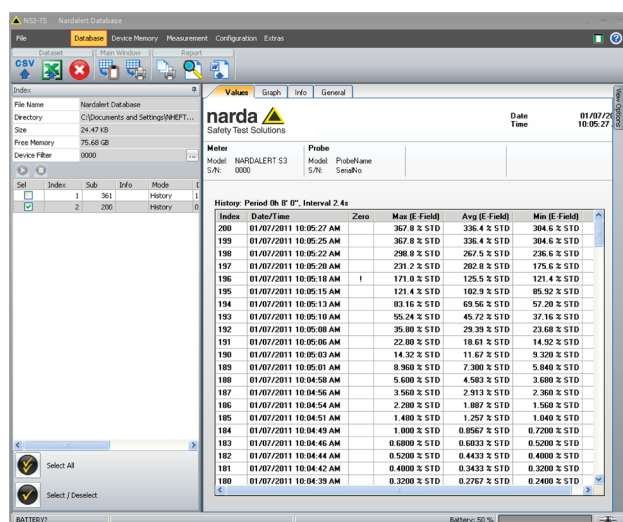 NS3-TS Nardalert Database
File Database Device Memory Measurement Configuration Extras
Dataset Main Window Report
CSV
Index
File Name Nardalert Database
Directory C:\Documents and Settings\NHEFT...
Size 24.47 KB
Free Memory 75.68 GB
Device Filter 0000 ...
Sel Index Sub Info Mode
1 361 History 1
2 200 History 0
Select All
Select / Deselect
BATTERY?
Values Graph Info General
View Options
narda
Safety Test Solutions
Date 01/07/20
Time 10:05:27
Meter Probe
Model: NARDALERT S3 Model: ProbeName
S/N: 0000 S/N: SerialNo
History: Period 0h 8' 0'', Interval 2.4s
Index Date/Time Zero Max (E-Field) Avg (E-Field) Min (E-Field)
200 01/07/2011 10:05:27 AM 367.8 % STD 336.4 % STD 304.6 % STD
199 01/07/2011 10:05:25 AM 367.8 % STD 336.4 % STD 304.6 % STD
198 01/07/2011 10:05:22 AM 298.8 % STD 267.5 % STD 236.6 % STD
197 01/07/2011 10:05:20 AM 231.2 % STD 202.8 % STD 175.6 % STD
196 01/07/2011 10:05:18 AM ! 171.0 % STD 125.5 % STD 121.4 % STD
195 01/07/2011 10:05:15 AM 121.4 % STD 102.9 % STD 85.92 % STD
194 01/07/2011 10:05:13 AM 83.16 % STD 69.56 % STD 57.20 % STD
193 01/07/2011 10:05:10 AM 55.24 % STD 45.72 % STD 37.16 % STD
192 01/07/2011 10:05:08 AM 35.80 % STD 29.39 % STD 23.68 % STD
191 01/07/2011 10:05:06 AM 22.80 % STD 18.61 % STD 14.92 % STD
190 01/07/2011 10:05:03 AM 14.32 % STD 11.67 % STD 9.320 % STD
189 01/07/2011 10:05:01 AM 8.960 % STD 7.300 % STD 5.840 % STD
188 01/07/2011 10:04:58 AM 5.600 % STD 4.583 % STD 3.680 % STD
187 01/07/2011 10:04:56 AM 3.560 % STD 2.913 % STD 2.360 % STD
186 01/07/2011 10:04:54 AM 2.280 % STD 1.887 % STD 1.560 % STD
185 01/07/2011 10:04:51 AM 1.480 % STD 1.257 % STD 1.040 % STD
184 01/07/2011 10:04:49 AM 1.000 % STD 0.8567 % STD 0.7200 % STD
183 01/07/2011 10:04:46 AM 0.6800 % STD 0.6033 % STD 0.5200 % STD
182 01/07/2011 10:04:44 AM 0.5200 % STD 0.4433 % STD 0.4000 % STD
181 01/07/2011 10:04:42 AM 0.4000 % STD 0.3433 % STD 0.3200 % STD
180 01/07/2011 10:04:39 AM 0.3200 % STD 0.2767 % STD 0.2400 % STD
Battery: 50 %